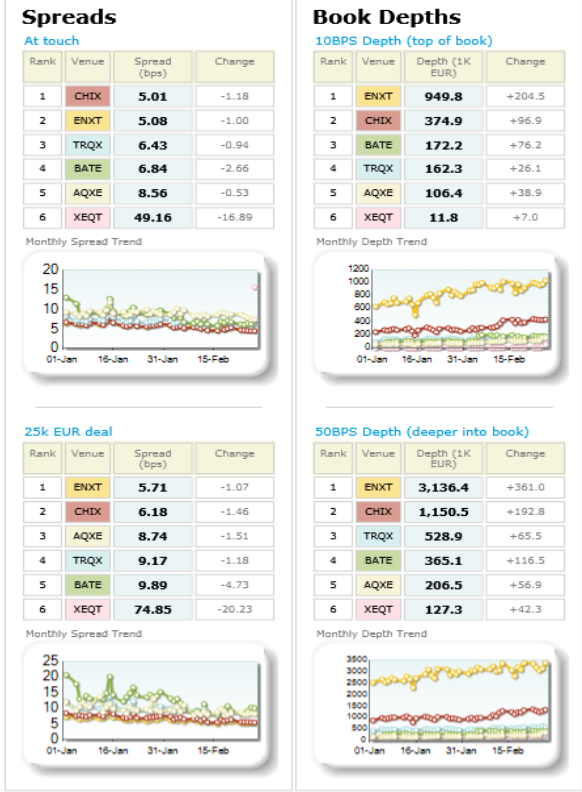 Spreads
At touch
Rank Venue Spread (bps) Change
1 CHIX 5.01 -1.18
2 ENXT 5.08 -1.00
3 TRQX 6.43 -0.94
4 BATE 6.84 -2.66
5 AQXE 8.56 -0.53
6 XEQT 49.16 -16.89
Monthly Spread Trend
20
15
10
5
0
01-Jan 16-Jan 31-Jan 15-Feb
25k EUR deal
Rank Venue Spread (bps) Change
1 ENXT 5.71 -1.07
2 CHIX 6.18 -1.46
3 AQXE 8.74 -1.51
4 TRQX 9.17 -1.18
5 BATE 9.89 -4.73
6 XEQT 74.85 -20.23
Monthly Spread Trend
25
20
15
10
5
0
01-Jan 16-Jan 31-Jan 15-Feb
Book Depths
10BPS Depth (top of book)
Rank Venue Depth (1K EUR) Change
1 ENXT 949.8 +204.5
2 CHIX 374.9 +96.9
3 BATE 172.2 +76.2
4 TRQX 162.3 +26.1
5 AQXE 106.4 +38.9
6 XEQT 11.8 +7.0
Monthly Depth Trend
1200
1000
800
600
400
200
0
01-Jan 16-Jan 31-Jan 15-Feb
50BPS Depth (deeper into book)
Rank Venue Depth (1K EUR) Change
1 ENXT 3,136.4 +361.0
2 CHIX 1,150.5 +192.8
3 TRQX 528.9 +65.5
4 BATE 365.1 +116.5
5 AQXE 206.5 +56.9
6 XEQT 127.3 +42.3
Monthly Depth Trend
3500
3000
2500
2000
1500
1000
500
0
01-Jan 16-Jan 31-Jan 15-Feb